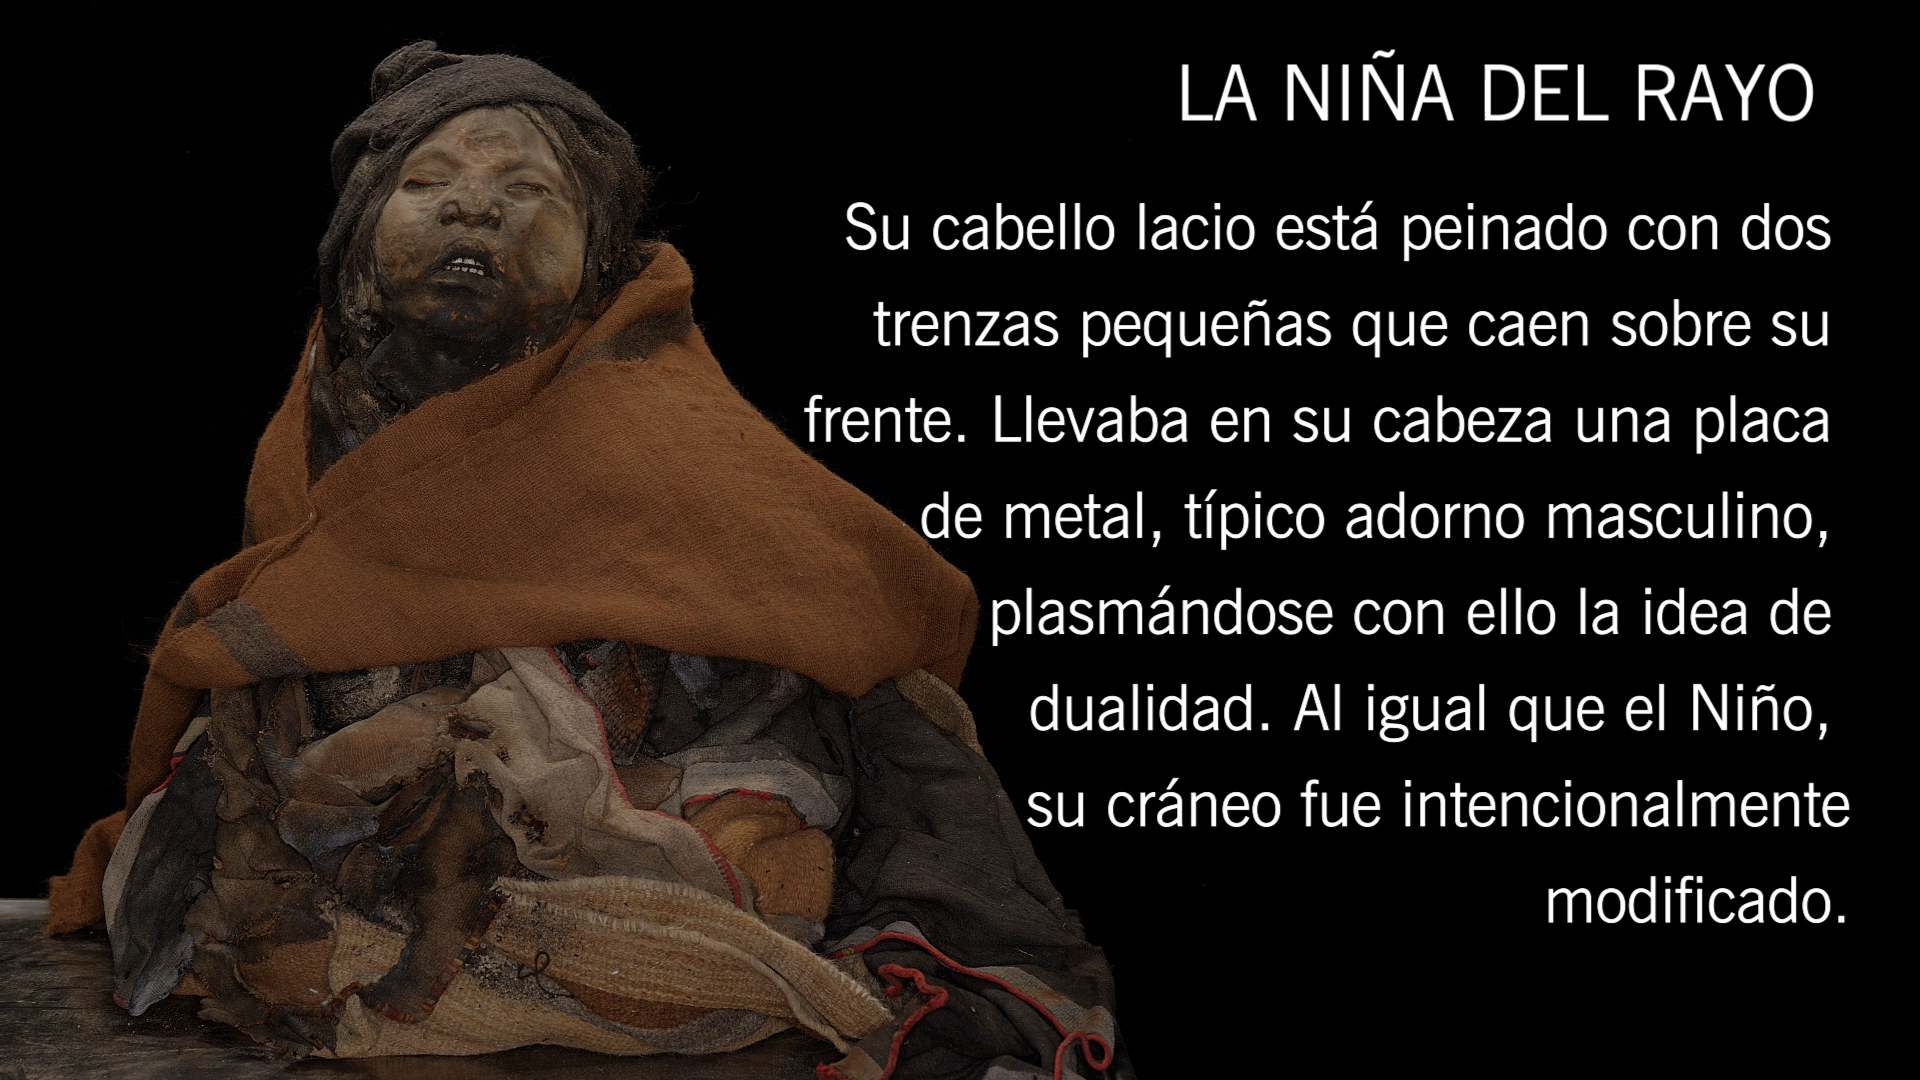 LA NIÑA DEL RAYO
Su cabello lacio está peinado con dos
trenzas pequeñas que caen sobre su
frente. Llevaba en su cabeza una placa
de metal, típico adorno masculino,
plasmándose con ello la idea de
dualidad. Al igual que el Niño,
su cráneo fue intencionalmente
modificado.